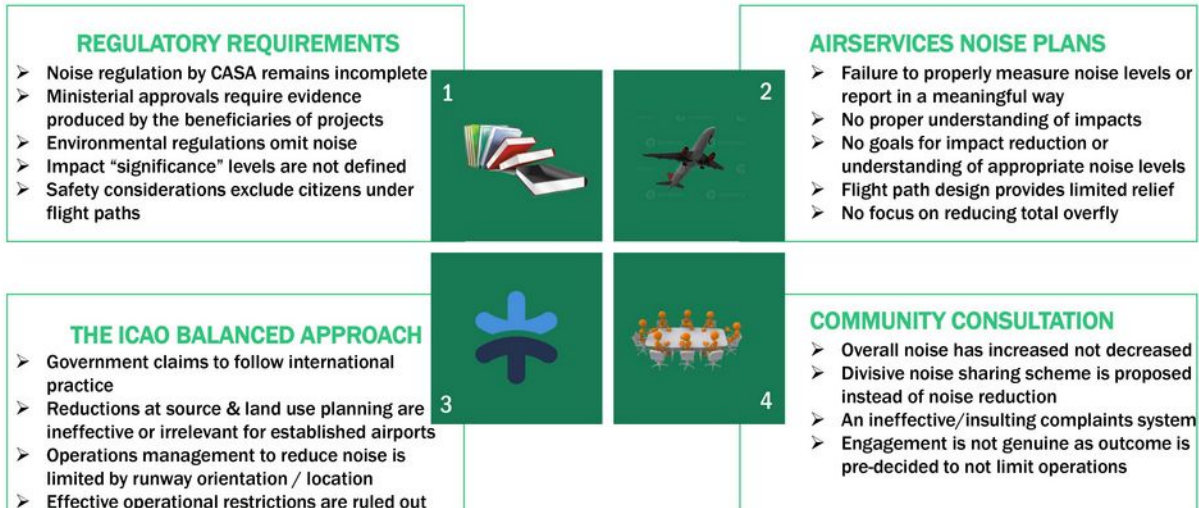 REGULATORY REQUIREMENTS
➢ Noise regulation by CASA remains incomplete
➢ Ministerial approvals require evidence
produced by the beneficiaries of projects
➢ Environmental regulations omit noise
➢ Impact “significance” levels are not defined
➢ Safety considerations exclude citizens under
flight paths
1
2
AIRSERVICES NOISE PLANS
➢ Failure to properly measure noise levels or
report in a meaningful way
➢ No proper understanding of impacts
➢ No goals for impact reduction or
understanding of appropriate noise levels
➢ Flight path design provides limited relief
➢ No focus on reducing total overfly
THE ICAO BALANCED APPROACH
➢ Government claims to follow international
practice
➢ Reductions at source & land use planning are
ineffective or irrelevant for established airports
➢ Operations management to reduce noise is
limited by runway orientation / location
➢ Effective operational restrictions are ruled out
3
4
COMMUNITY CONSULTATION
➢ Overall noise has increased not decreased
➢ Divisive noise sharing scheme is proposed
instead of noise reduction
➢ An ineffective/insulting complaints system
➢ Engagement is not genuine as outcome is
pre-decided to not limit operations